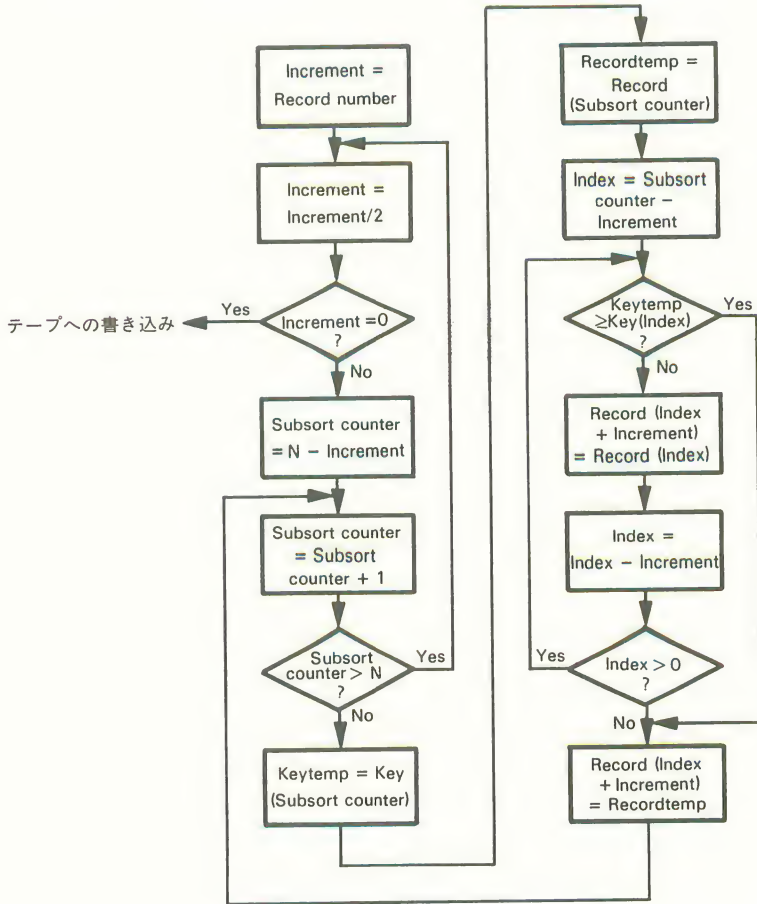 Increment =
Record number
Increment =
Increment/2
Increment =0
?
Yes
テープへの書き込み
No
Subsort counter
= N − Increment
Subsort counter
= Subsort
counter + 1
Subsort
counter > N
?
Yes
No
Keytemp = Key
(Subsort counter)
Recordtemp =
Record
(Subsort counter)
Index = Subsort
counter −
Increment
Keytemp
≥Key(Index)
?
Yes
No
Record (Index
+ Increment)
= Record (Index)
Index =
Index − Increment
Index > 0
?
Yes
No
Record (Index
+ Increment)
= Recordtemp